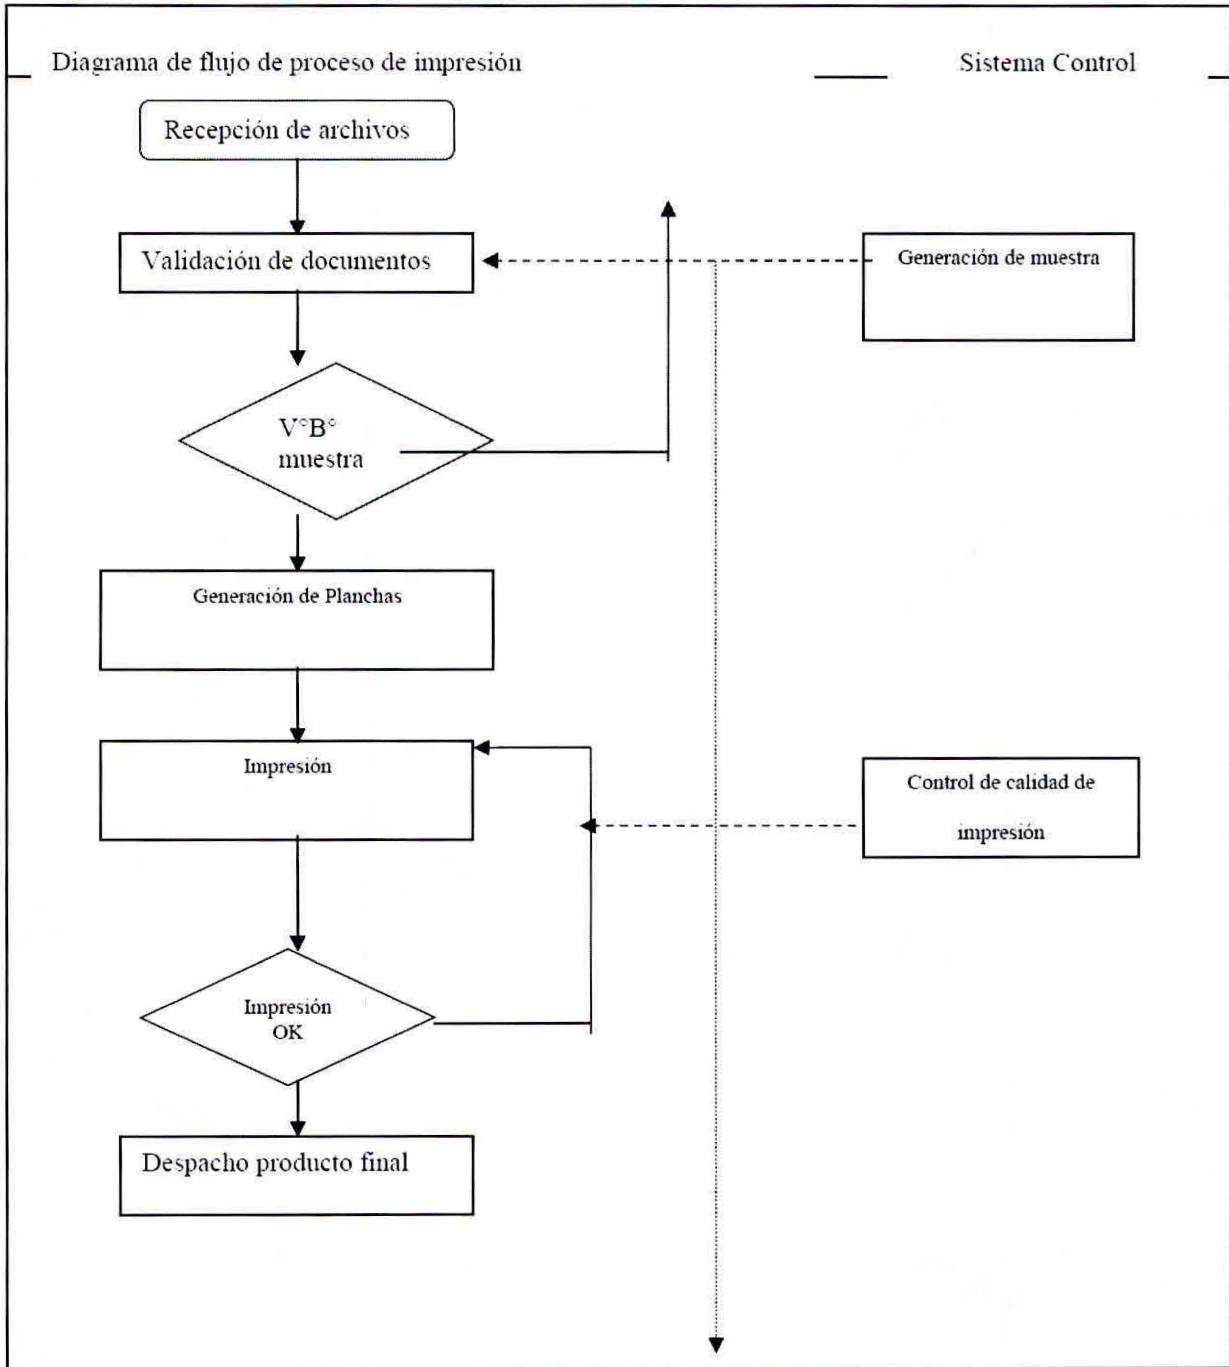 Diagrama de flujo de proceso de impresión
Sistema Control
Recepción de archivos
Validación de documentos
Generación de muestra
V°B°
muestra
Generación de Planchas
Impresión
Control de calidad de
impresión
Impresión
OK
Despacho producto final